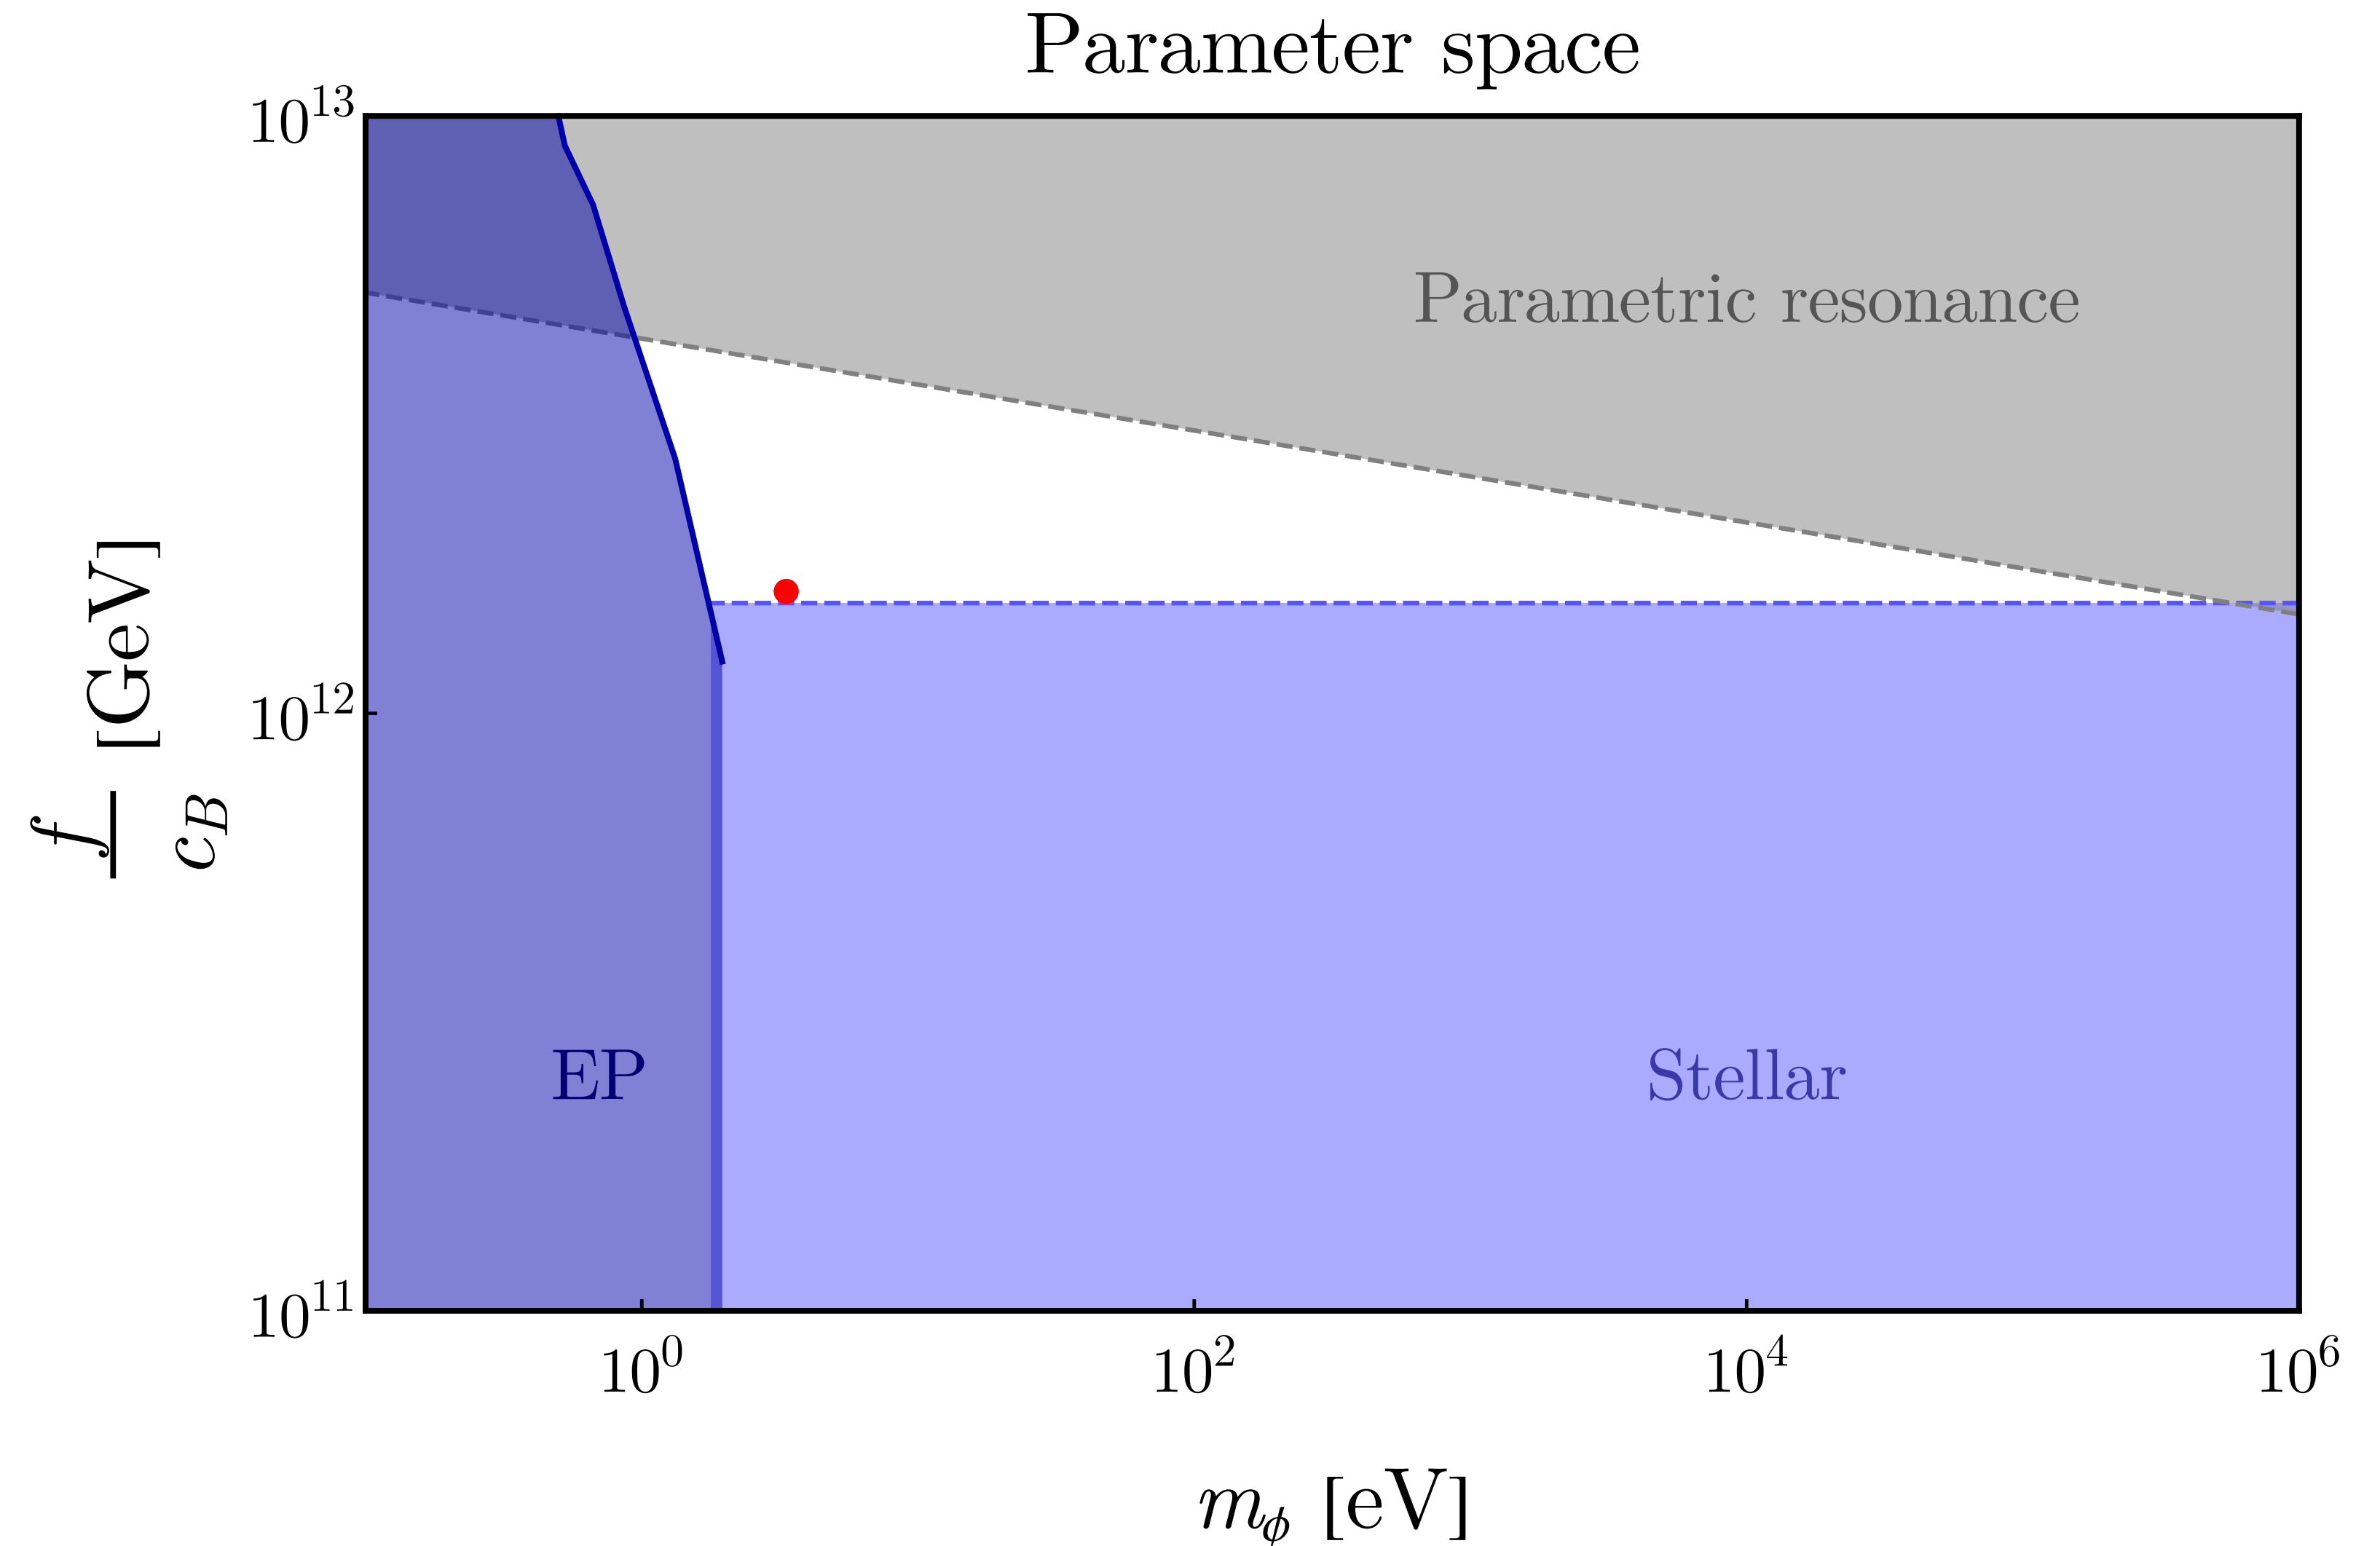 Parameter space
10^13
Parametric resonance
f/c_B [GeV]
10^12
EP
Stellar
10^11
10^0 10^2 10^4 10^6
m_ϕ [eV]